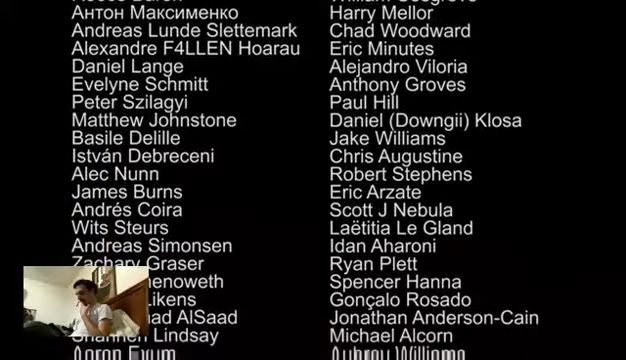 Антон Максименко
Andreas Lunde Slettemark
Alexandre F4LLEN Hoarau
Daniel Lange
Evelyne Schmitt
Peter Szilagyi
Matthew Johnstone
Basile Delille
István Debreceni
Alec Nunn
James Burns
Andrés Coira
Wits Steurs
Andreas Simonsen
Zachary Graser
Likens
AlSaad
Lindsay
Harry Mellor
Chad Woodward
Eric Minutes
Alejandro Viloria
Anthony Groves
Paul Hill
Daniel (Downgii) Klosa
Jake Williams
Chris Augustine
Robert Stephens
Eric Arzate
Scott J Nebula
Laëtitia Le Gland
Idan Aharoni
Ryan Plett
Spencer Hanna
Gonçalo Rosado
Jonathan Anderson-Cain
Michael Alcorn